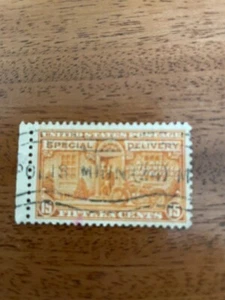 UNITED STATES POSTAGE
SPECIAL DELIVERY
15 15
FIFTEEN CENTS